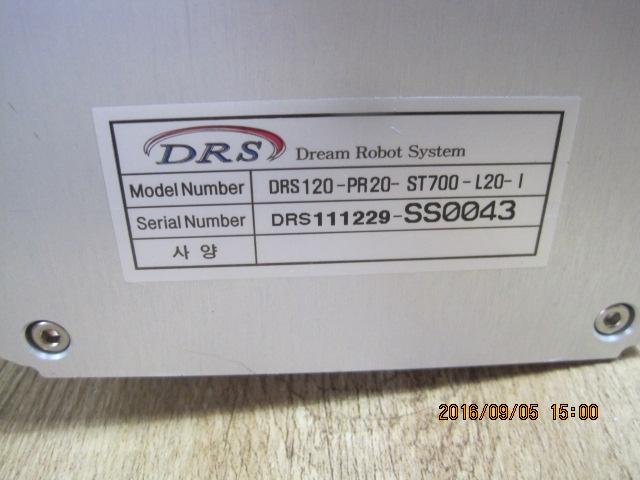 DRS Dream Robot System
Model Number DRS120-PR20- ST700-L20-I
Serial Number DRS111229-SS0043
사 양
2016/09/05 15:00